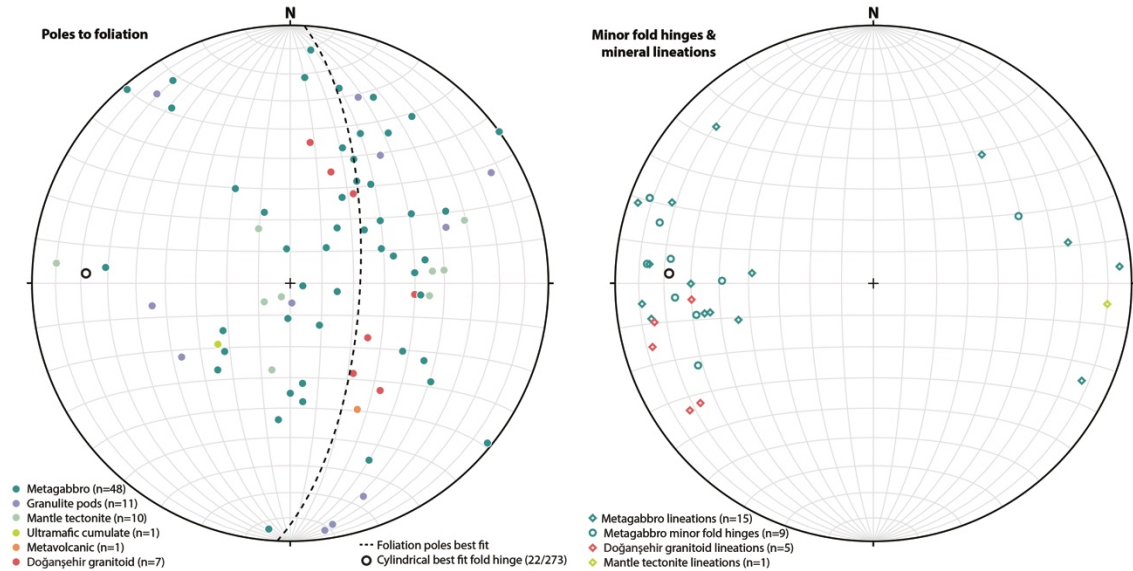 N
Poles to foliation
Metagabbro (n=48)
Granulite pods (n=11)
Mantle tectonite (n=10)
Ultramafic cumulate (n=1)
Metavolcanic (n=1)
Doğanşehir granitoid (n=7)
Foliation poles best fit
Cylindrical best fit fold hinge (22/273)
N
Minor fold hinges &
mineral lineations
Metagabbro lineations (n=15)
Metagabbro minor fold hinges (n=9)
Doğanşehir granitoid lineations (n=5)
Mantle tectonite lineations (n=1)